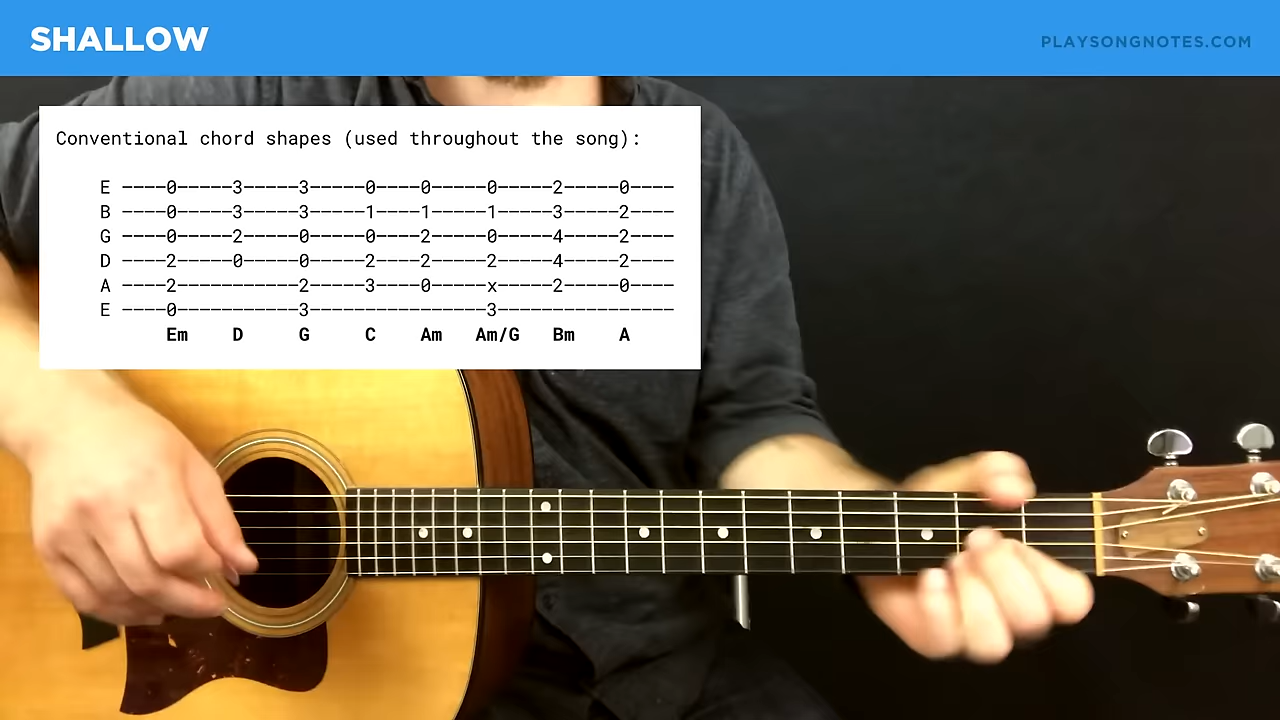 SHALLOW
PLAYSONGNOTES.COM
Conventional chord shapes (used throughout the song):
E ----0-----3-----3-----0----0-----0-----2-----0----
B ----0-----3-----3-----1----1-----1-----3-----2----
G ----0-----2-----0-----0----2-----0-----4-----2----
D ----2-----0-----0-----2----2-----2-----4-----2----
A ----2-----------2-----3----0-----x-----2-----0----
E ----0-----------3----------------3----------------
Em D G C Am Am/G Bm A